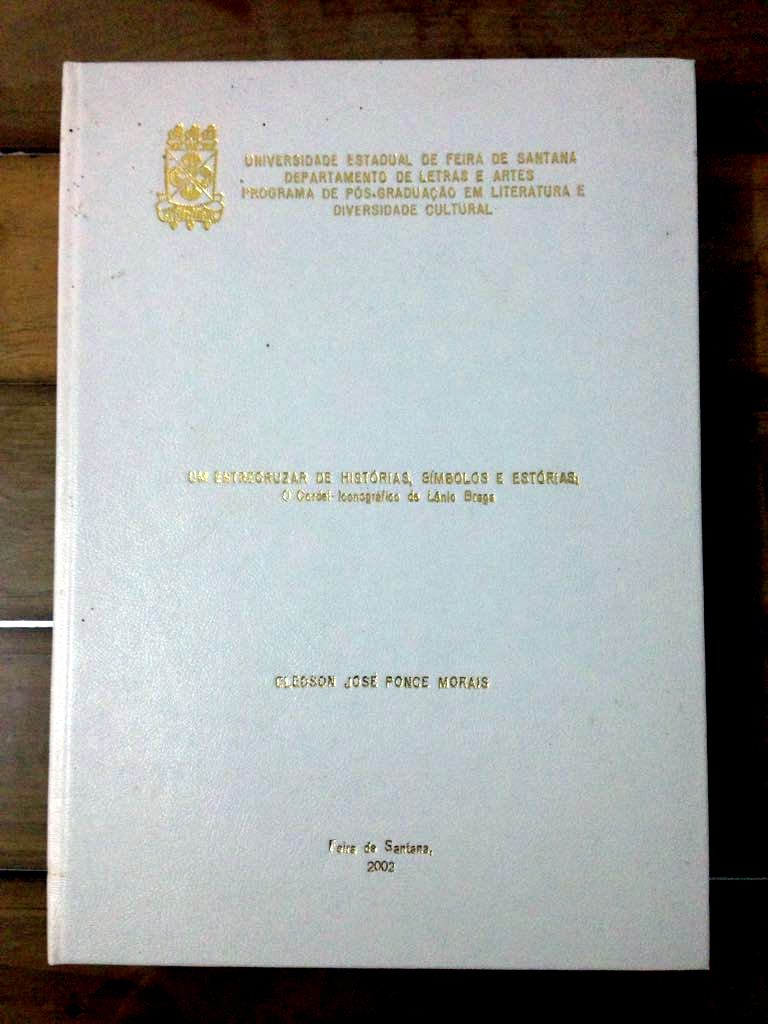 UNIVERSIDADE ESTADUAL DE FEIRA DE SANTANA
DEPARTAMENTO DE LETRAS E ARTES
PROGRAMA DE PÓS-GRADUAÇÃO EM LITERATURA E
DIVERSIDADE CULTURAL
UM ENTRECRUZAR DE HISTÓRIAS, SÍMBOLOS E ESTÓRIAS:
O Cordel-Iconográfico de Lênio Braga
JOSÉ PONCE MORAIS
Feira de Santana,
2002